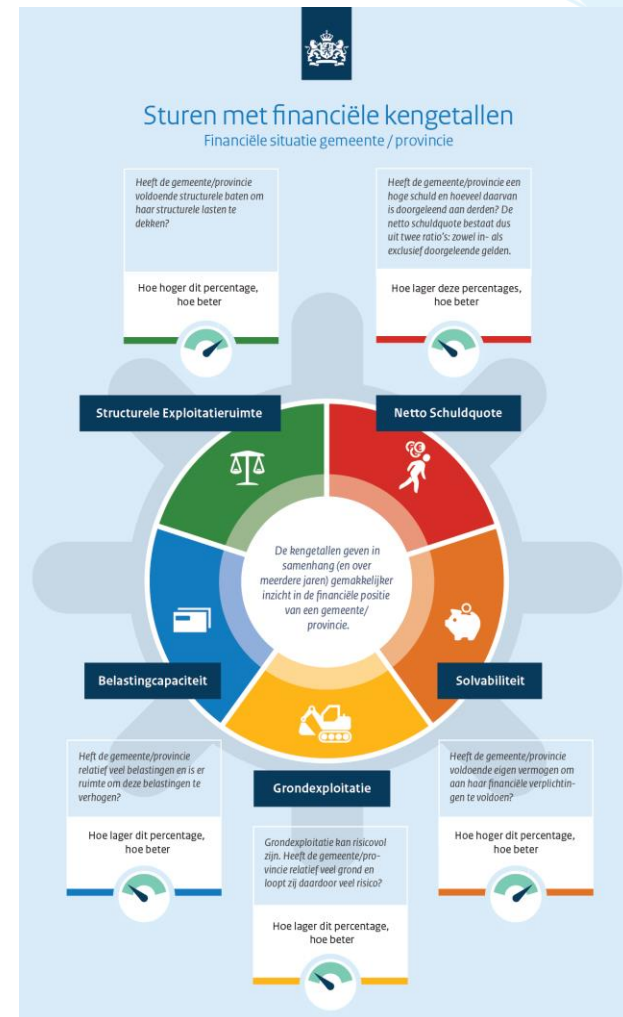 Sturen met financiële kengetallen
Financiële situatie gemeente / provincie
Heeft de gemeente/provincie
voldoende structurele baten om
haar structurele lasten te
dekken?
Hoe hoger dit percentage,
hoe beter
Heeft de gemeente/provincie een
hoge schuld en hoeveel daarvan
is doorgeleend aan derden? De
netto schuldquote bestaat dus
uit twee ratio's: zowel in- als
exclusief doorgeleende gelden.
Hoe lager deze percentages,
hoe beter
Structurele Exploitatieruimte
Netto Schuldquote
De kengetallen geven in
samenhang (en over
meerdere jaren) gemakkelijker
inzicht in de financiële positie
van een gemeente/
provincie.
Belastingcapaciteit
Solvabiliteit
Grondexploitatie
Heft de gemeente/provincie
relatief veel belastingen en is er
ruimte om deze belastingen te
verhogen?
Hoe lager dit percentage,
hoe beter
Grondexploitatie kan risicovol
zijn. Heeft de gemeente/pro-
vincie relatief veel grond en
loopt zij daardoor veel risico?
Hoe lager dit percentage,
hoe beter
Heeft de gemeente/provincie
voldoende eigen vermogen om
aan haar financiële verplichtin-
gen te voldoen?
Hoe hoger dit percentage,
hoe beter